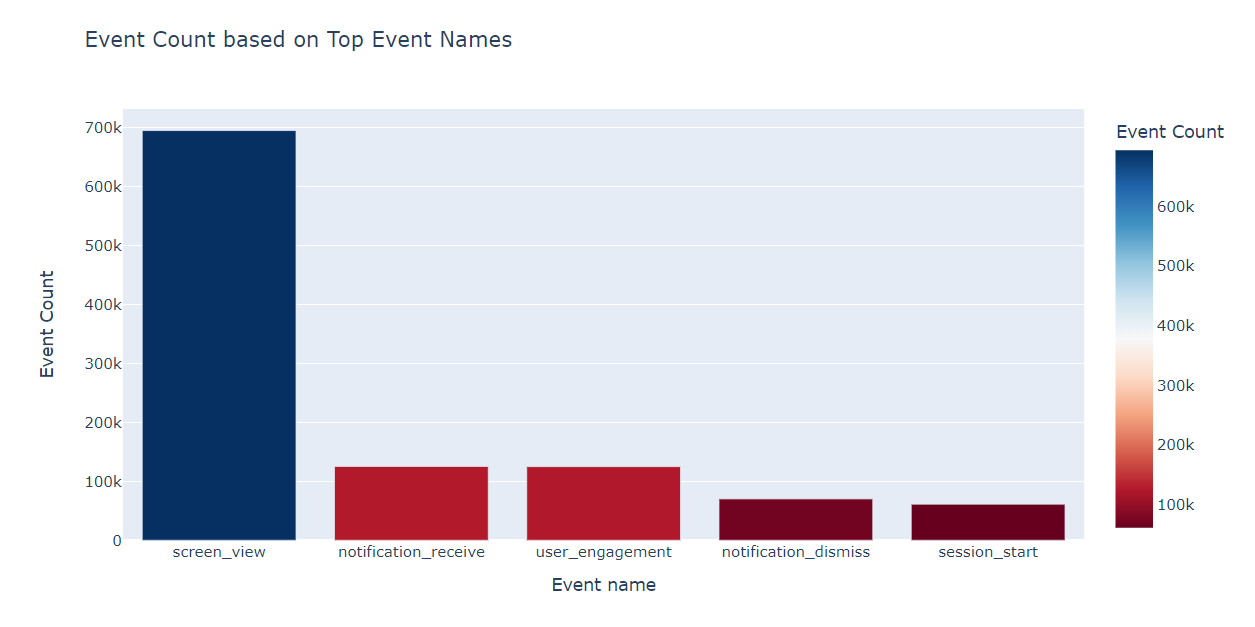 Event Count based on Top Event Names
Event Count
700k
600k
500k
400k
300k
200k
100k
0
screen_view notification_receive user_engagement notification_dismiss session_start
Event name
Event Count
600k
500k
400k
300k
200k
100k